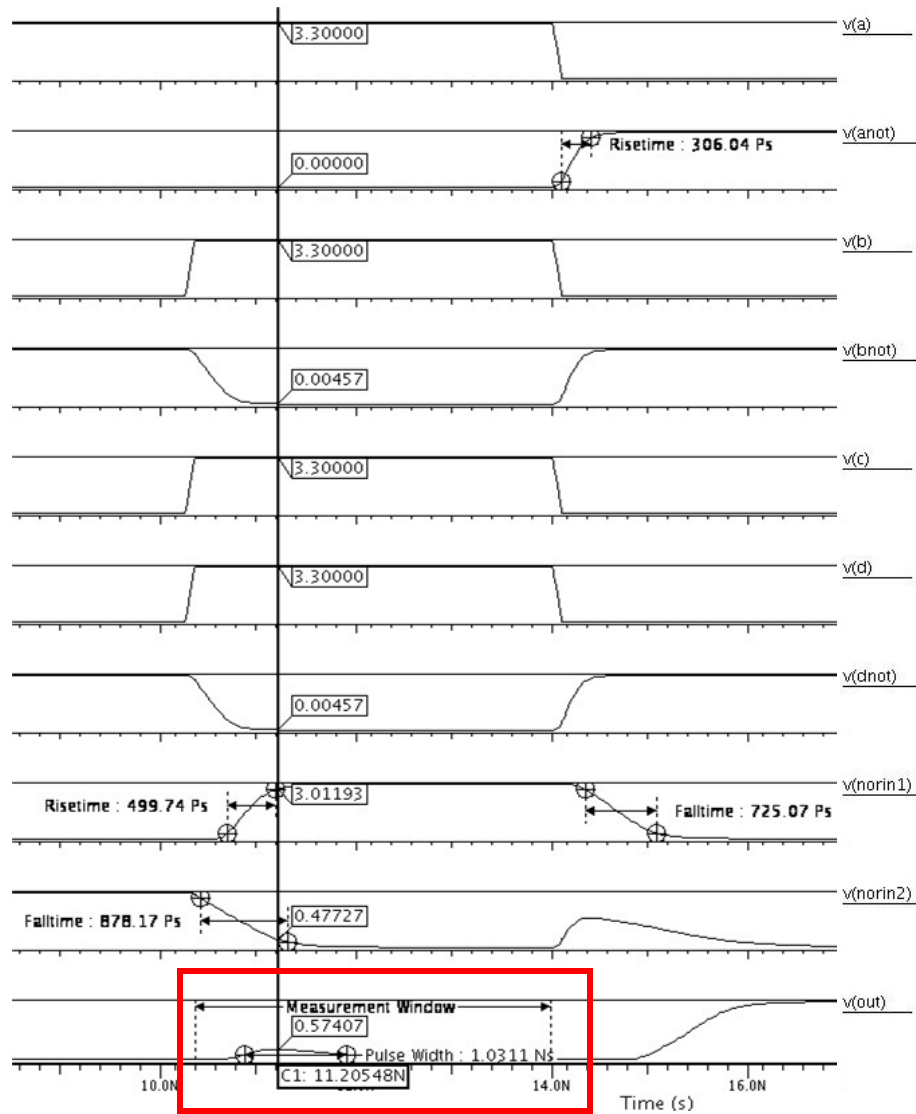 v(a)
3.30000
v(anot)
Risetime : 306.04 Ps
0.00000
v(b)
3.30000
v(bnot)
0.00457
v(c)
3.30000
v(d)
3.30000
v(dnot)
0.00457
v(norin1)
3.01193
Risetime : 499.74 Ps
Falltime : 725.07 Ps
v(norin2)
0.47727
Falltime : 878.17 Ps
v(out)
Measurement Window
0.57407
Pulse Width : 1.0311 Ns
C1: 11.20548N
10.0N 14.0N 16.0N
Time (s)